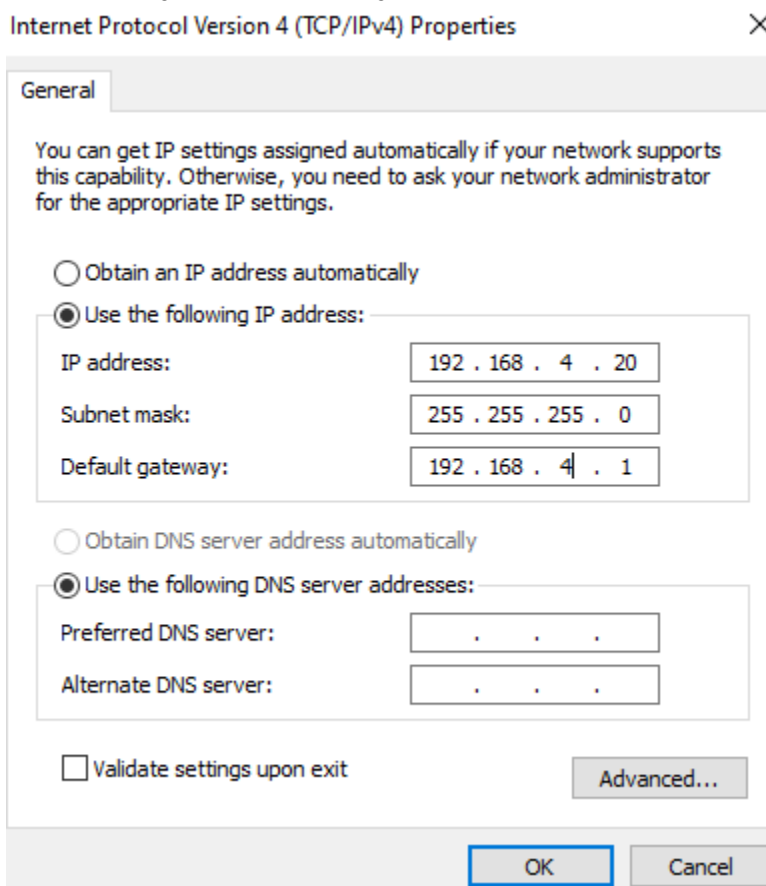 Internet Protocol Version 4 (TCP/IPv4) Properties
General
You can get IP settings assigned automatically if your network supports
this capability. Otherwise, you need to ask your network administrator
for the appropriate IP settings.
Obtain an IP address automatically
Use the following IP address:
IP address: 192 . 168 . 4 . 20
Subnet mask: 255 . 255 . 255 . 0
Default gateway: 192 . 168 . 4 . 1
Obtain DNS server address automatically
Use the following DNS server addresses:
Preferred DNS server: . . .
Alternate DNS server: . . .
Validate settings upon exit
Advanced...
OK Cancel